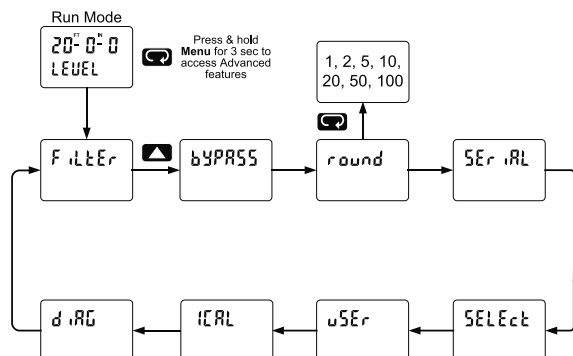 Run Mode
20 FT 0 IN 0
LEVEL
Press & hold
Menu for 3 sec to
access Advanced
features
1, 2, 5, 10,
20, 50, 100
FiLtEr
bYPASS
round
SEriAL
diAG
ICAL
uSEr
SELEct